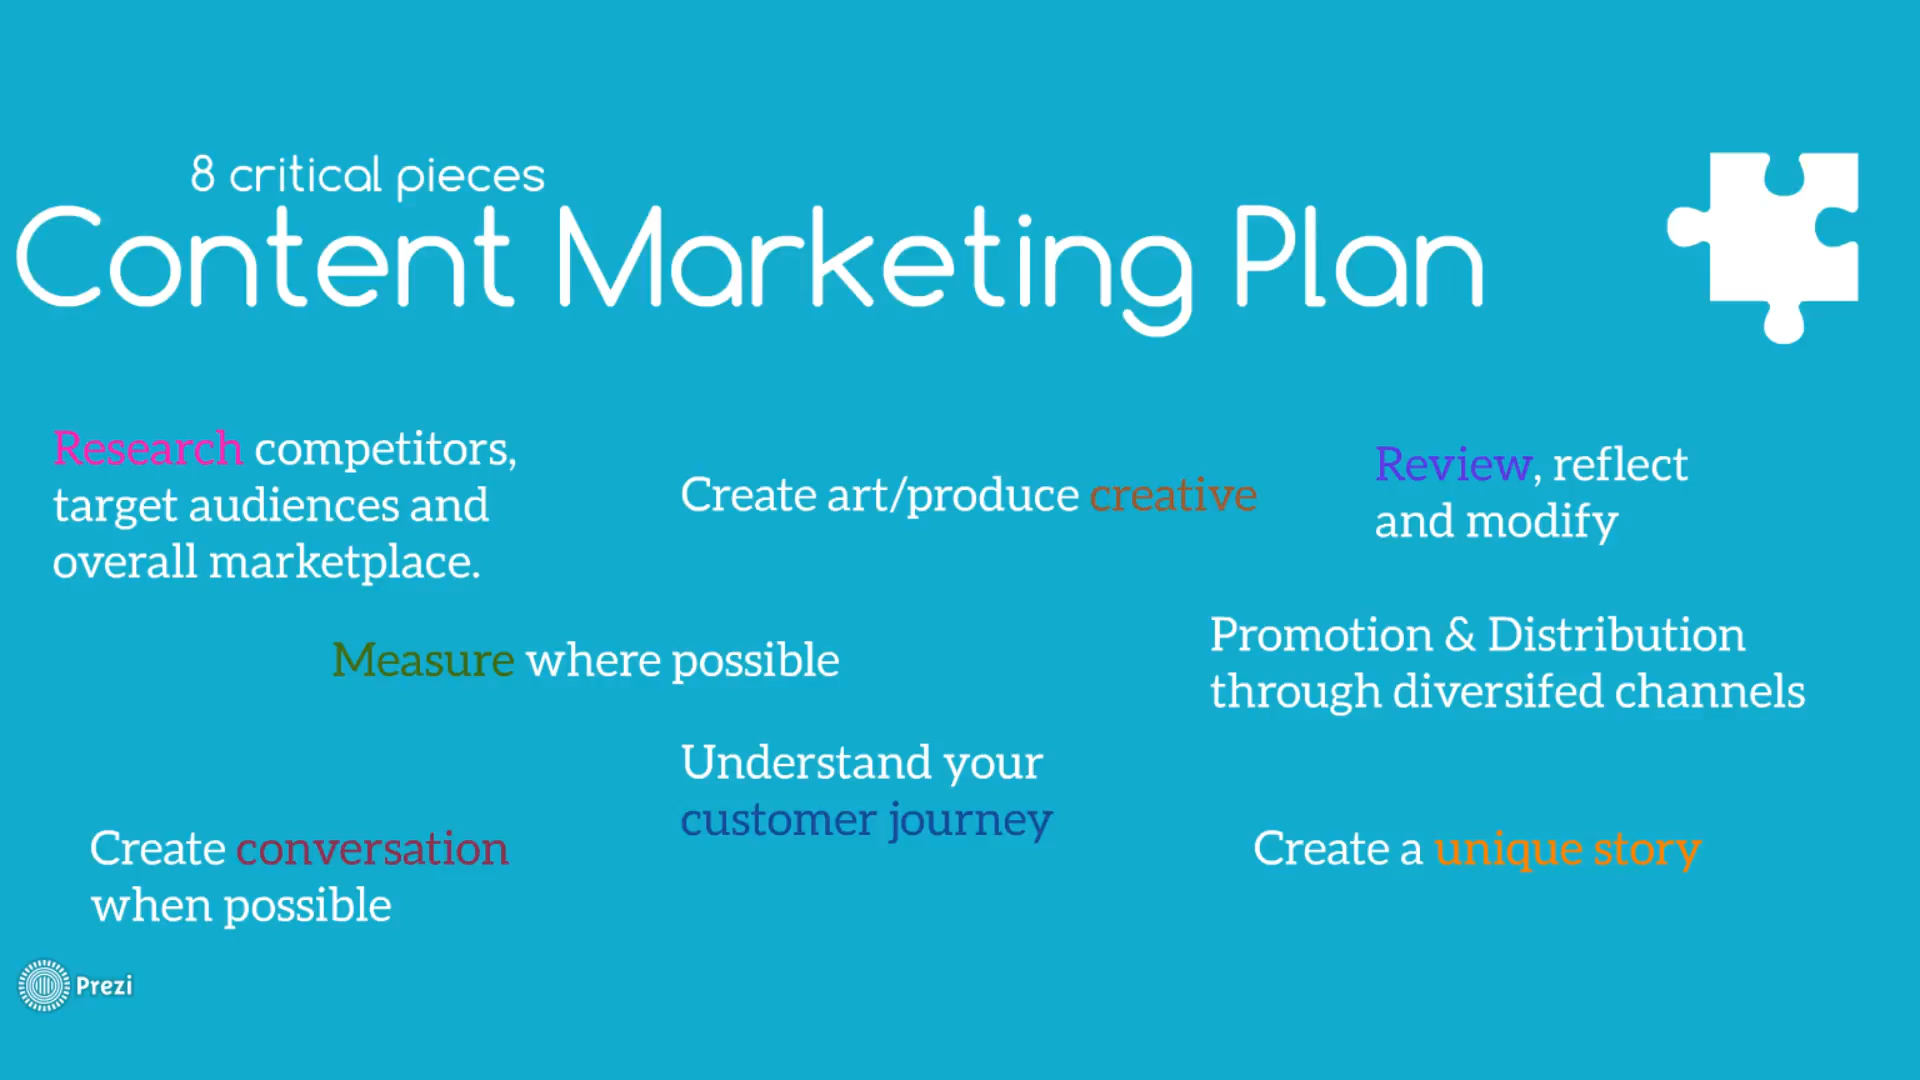 8 critical pieces
Content Marketing Plan
Research competitors,
target audiences and
overall marketplace.
Create art/produce creative
Review, reflect
and modify
Measure where possible
Promotion & Distribution
through diversifed channels
Understand your
customer journey
Create conversation
when possible
Create a unique story
Prezi